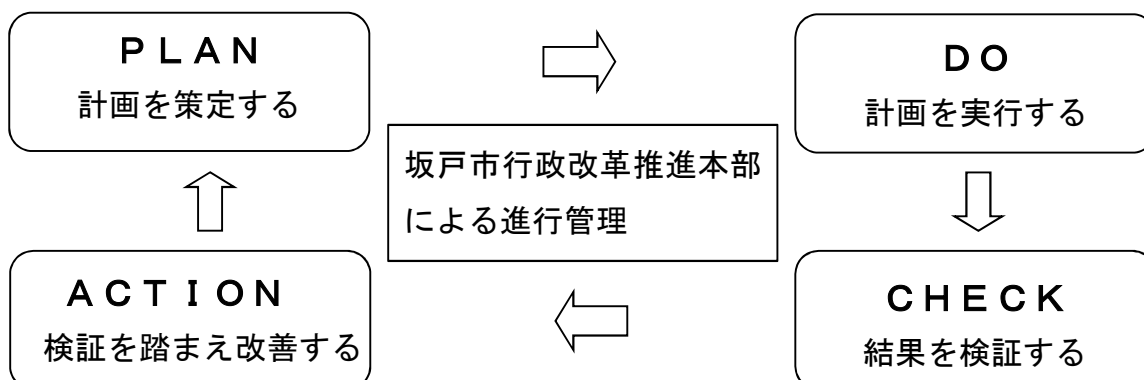 ＰＬＡＮ
計画を策定する
ＤＯ
計画を実行する
坂戸市行政改革推進本部
による進行管理
ＡＣＴＩＯＮ
検証を踏まえ改善する
ＣＨＥＣＫ
結果を検証する